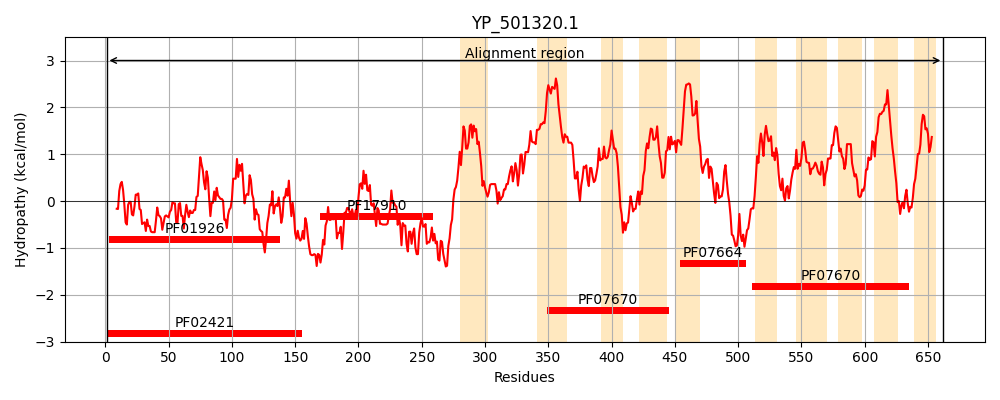 YP_501320.1
Alignment region
Hydropathy (kcal/mol)
3
2
1
0
−1
−2
−3
PF17910
PF01926
PF07664
PF07670
PF07670
PF02421
0 50 100 150 200 250 300 350 400 450 500 550 600 650
Residues